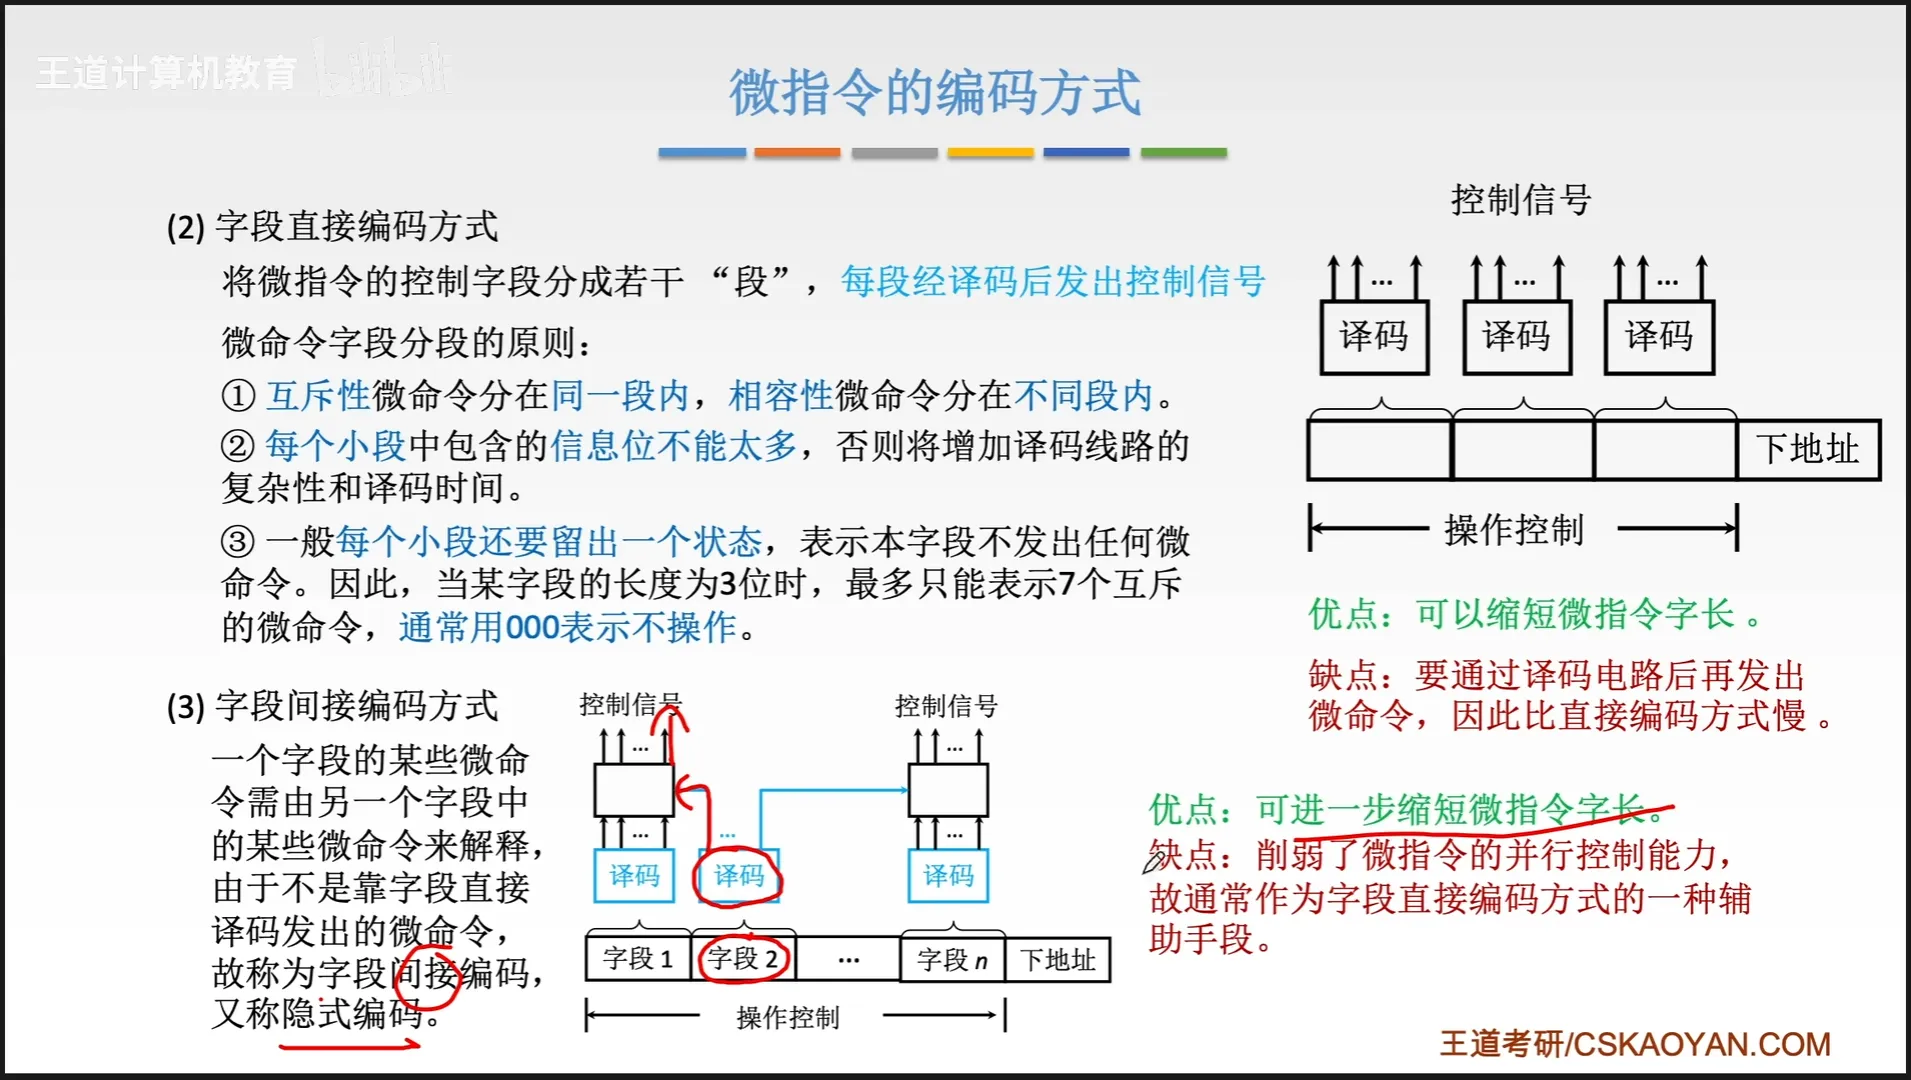 王道计算机教育 bilibili
微指令的编码方式
(2) 字段直接编码方式
将微指令的控制字段分成若干 “段”，每段经译码后发出控制信号
微命令字段分段的原则：
① 互斥性微命令分在同一段内，相容性微命令分在不同段内。
② 每个小段中包含的信息位不能太多，否则将增加译码线路的
复杂性和译码时间。
③ 一般每个小段还要留出一个状态，表示本字段不发出任何微
命令。因此，当某字段的长度为3位时，最多只能表示7个互斥
的微命令，通常用000表示不操作。
控制信号
... ... ...
译码 译码 译码
下地址
操作控制
优点：可以缩短微指令字长 。
缺点：要通过译码电路后再发出
微命令，因此比直接编码方式慢 。
(3) 字段间接编码方式
一个字段的某些微命
令需由另一个字段中
的某些微命令来解释，
由于不是靠字段直接
译码发出的微命令，
故称为字段间接编码，
又称隐式编码。
控制信号 控制信号
... ...
... ... ...
译码 译码 译码
字段 1 字段 2 ... 字段 n 下地址
操作控制
优点：可进一步缩短微指令字长。
缺点：削弱了微指令的并行控制能力，
故通常作为字段直接编码方式的一种辅
助手段。
王道考研/CSKAOYAN.COM